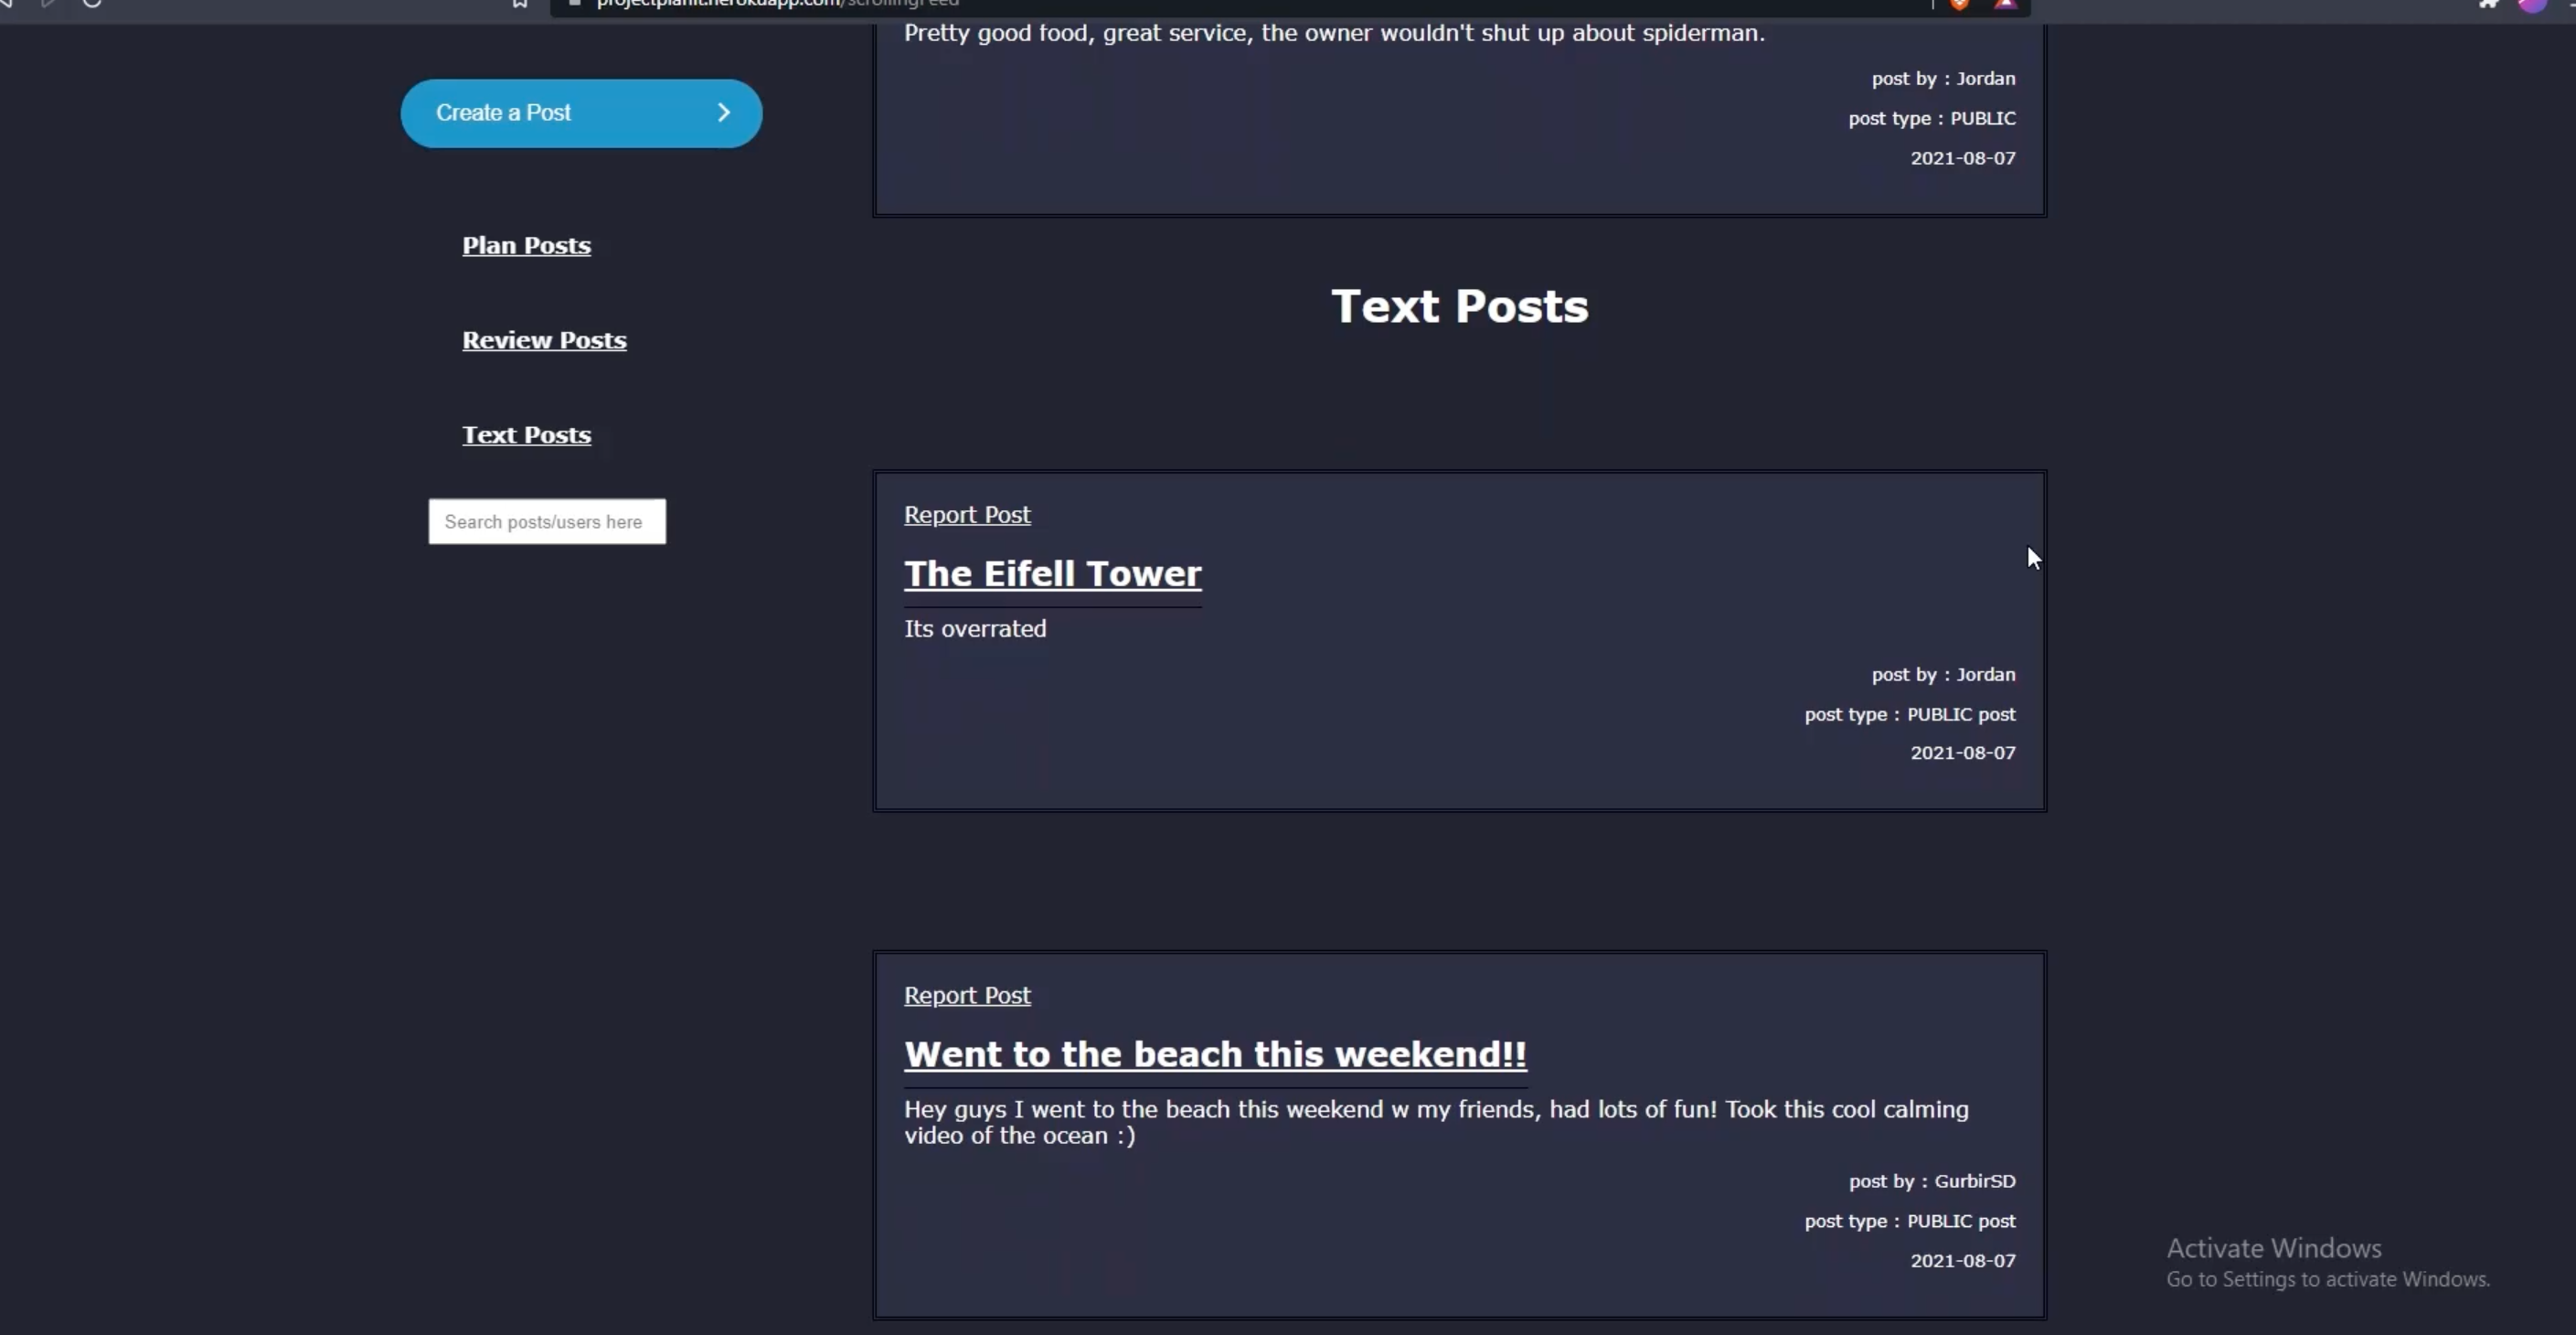 projectplanit.herokuapp.com/scrollingFeed
Pretty good food, great service, the owner wouldn't shut up about spiderman.
post by : Jordan
post type : PUBLIC
2021-08-07
Create a Post
Plan Posts
Review Posts
Text Posts
Search posts/users here
Text Posts
Report Post
The Eifell Tower
Its overrated
post by : Jordan
post type : PUBLIC post
2021-08-07
Report Post
Went to the beach this weekend!!
Hey guys I went to the beach this weekend w my friends, had lots of fun! Took this cool calming
video of the ocean :)
post by : GurbirSD
post type : PUBLIC post
2021-08-07
Activate Windows
Go to Settings to activate Windows.